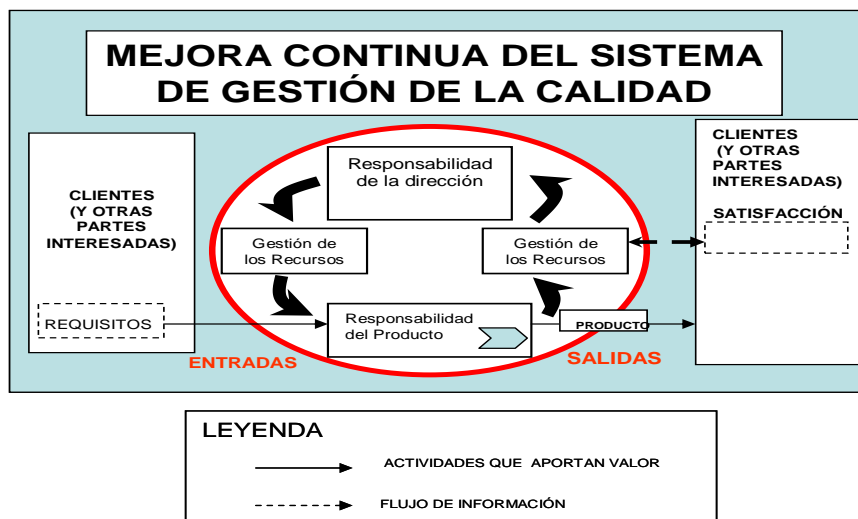 MEJORA CONTINUA DEL SISTEMA
DE GESTIÓN DE LA CALIDAD
CLIENTES
(Y OTRAS
PARTES
INTERESADAS)
REQUISITOS
ENTRADAS
Responsabilidad
de la dirección
Gestión de
los Recursos
Gestión de
los Recursos
Responsabilidad
del Producto
PRODUCTO
SALIDAS
CLIENTES
(Y OTRAS
PARTES
INTERESADAS)
SATISFACCIÓN
LEYENDA
ACTIVIDADES QUE APORTAN VALOR
FLUJO DE INFORMACIÓN